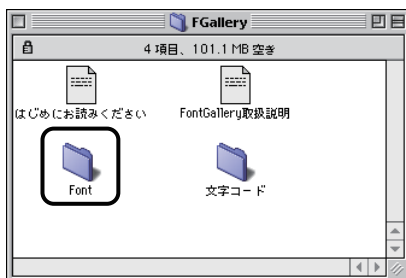 FGallery
4 項目、101.1 MB 空き
はじめにお読みください
FontGallery取扱説明
Font
文字コード